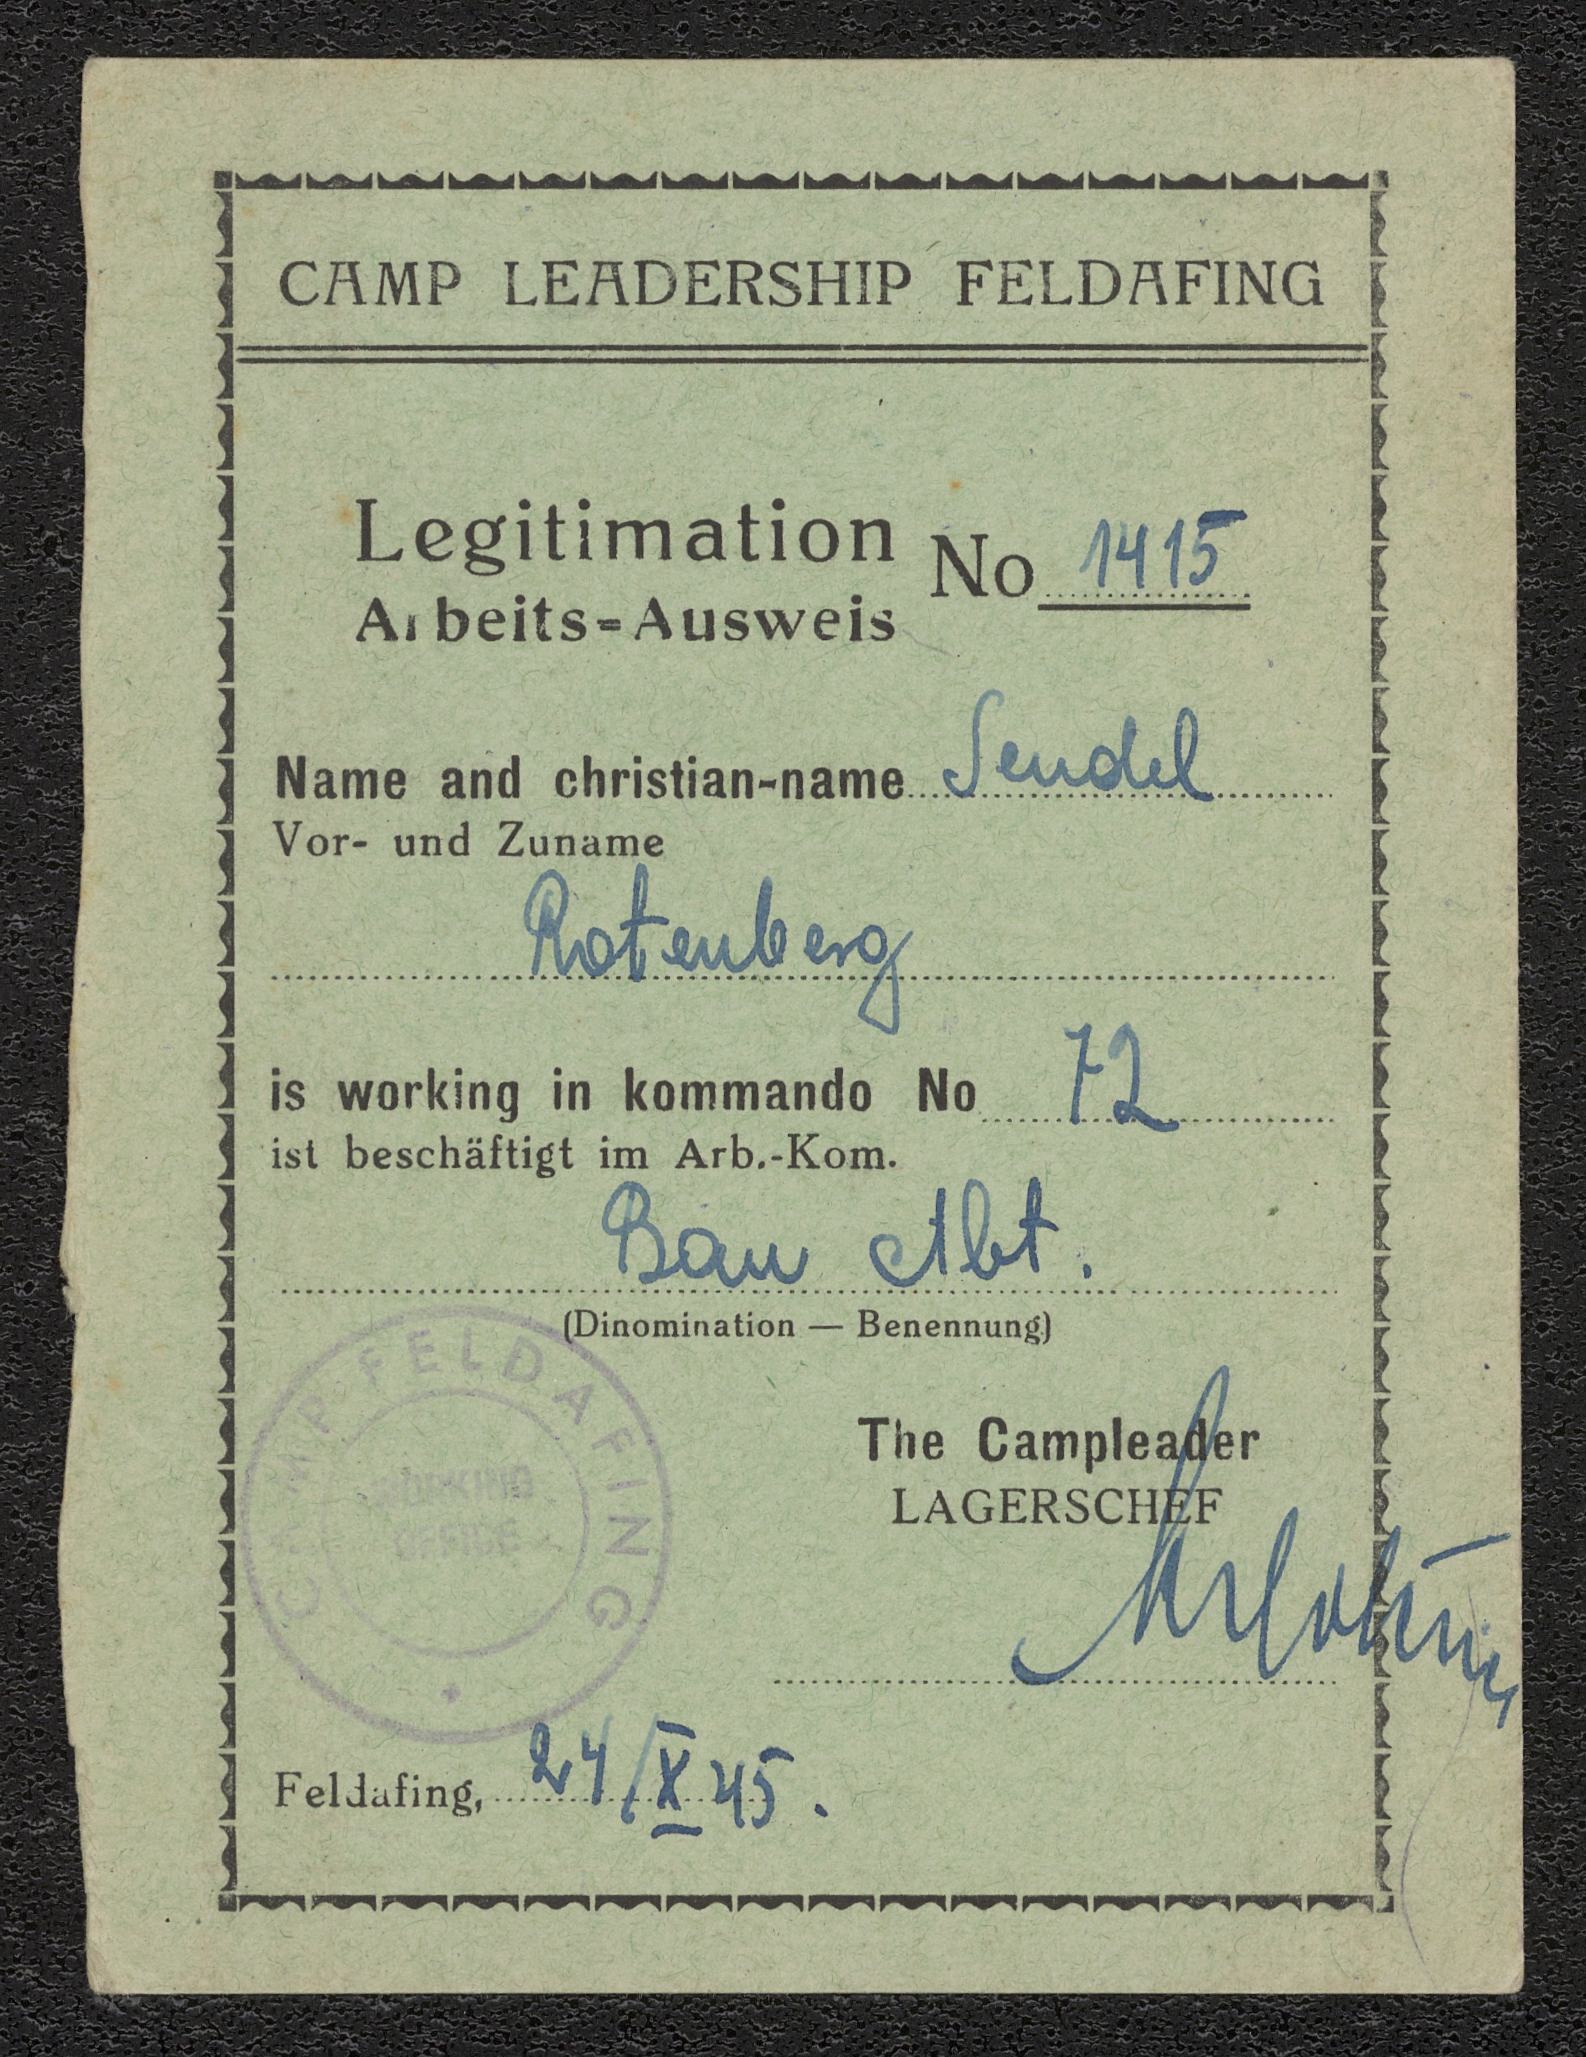 CAMP LEADERSHIP FELDAFING
Legitimation No 1415
Arbeits=Ausweis
Name and christian-name Sendel
Vor- und Zuname
Rotenberg
is working in kommando No 72
ist beschäftigt im Arb.-Kom.
Bau Abt.
(Dinomination — Benennung)
CAMP FELDAFING
WORKING
OFFICE
The Campleader
LAGERSCHEF
Feldafing, 24/X 45.